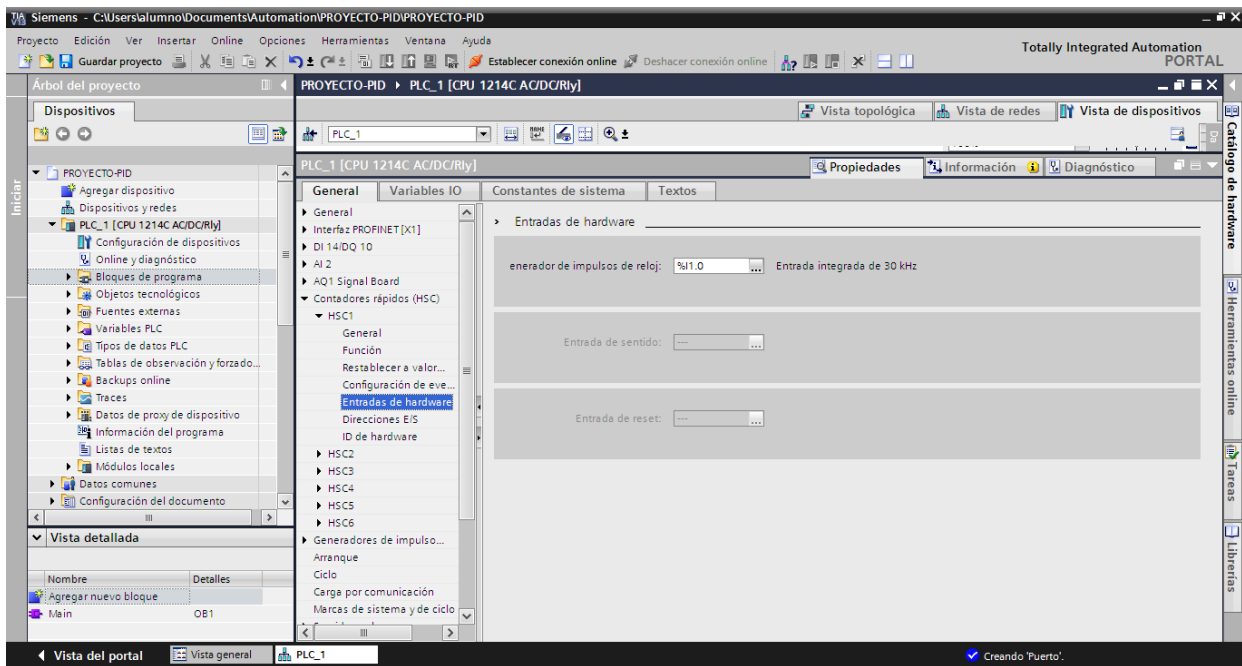 Siemens - C:\Users\alumno\Documents\Automation\PROYECTO-PID\PROYECTO-PID
Proyecto Edición Ver Insertar Online Opciones Herramientas Ventana Ayuda
Totally Integrated Automation
PORTAL
Guardar proyecto Establecer conexión online Deshacer conexión online
Árbol del proyecto
PROYECTO-PID PLC_1 [CPU 1214C AC/DC/Rly]
Dispositivos
Vista topológica Vista de redes Vista de dispositivos
PLC_1
PLC_1 [CPU 1214C AC/DC/Rly]
Propiedades Información Diagnóstico
General Variables IO Constantes de sistema Textos
Iniciar
PROYECTO-PID
Agregar dispositivo
Dispositivos y redes
PLC_1 [CPU 1214C AC/DC/Rly]
Configuración de dispositivos
Online y diagnóstico
Bloques de programa
Objetos tecnológicos
Fuentes externas
Variables PLC
Tipos de datos PLC
Tablas de observación y forzado...
Backups online
Traces
Datos de proxy de dispositivo
Información del programa
Listas de textos
Módulos locales
Datos comunes
Configuración del documento
Vista detallada
Nombre Detalles
Agregar nuevo bloque
Main OB1
General
Interfaz PROFINET [X1]
DI 14/DQ 10
AI 2
AQ1 Signal Board
Contadores rápidos (HSC)
HSC1
General
Función
Restablecer a valor...
Configuración de eve...
Entradas de hardware
Direcciones E/S
ID de hardware
HSC2
HSC3
HSC4
HSC5
HSC6
Generadores de impulso...
Arranque
Ciclo
Carga por comunicación
Marcas de sistema y de ciclo
Entradas de hardware
enerador de impulsos de reloj: %I1.0 ... Entrada integrada de 30 kHz
Entrada de sentido: --- ...
Entrada de reset: --- ...
Catálogo de hardware
Herramientas online
Tareas
Librerías
Vista del portal Vista general PLC_1 Creando 'Puerto'.